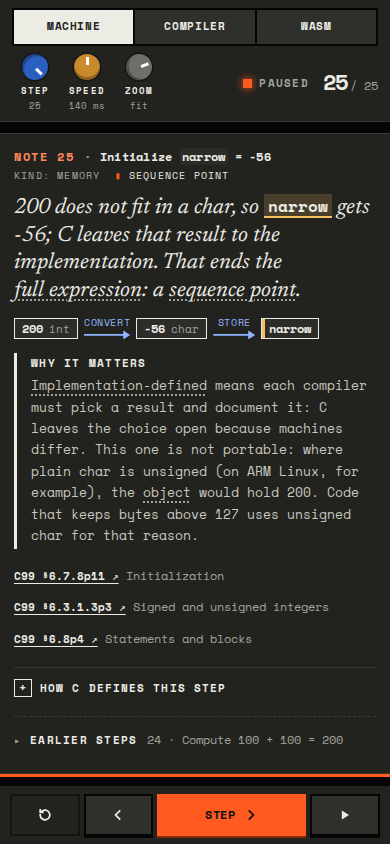 MACHINE COMPILER WASM
STEP SPEED ZOOM
25 140 ms fit
PAUSED 25 / 25
NOTE 25 · Initialize narrow = -56
KIND: MEMORY SEQUENCE POINT
200 does not fit in a char, so narrow gets
-56; C leaves that result to the
implementation. That ends the
full expression: a sequence point.
CONVERT STORE
200 int -56 char narrow
WHY IT MATTERS
Implementation-defined means each compiler
must pick a result and document it: C
leaves the choice open because machines
differ. This one is not portable: where
plain char is unsigned (on ARM Linux, for
example), the object would hold 200. Code
that keeps bytes above 127 uses unsigned
char for that reason.
C99 §6.7.8p11 ↗ Initialization
C99 §6.3.1.3p3 ↗ Signed and unsigned integers
C99 §6.8p4 ↗ Statements and blocks
+ HOW C DEFINES THIS STEP
▸ EARLIER STEPS 24 · Compute 100 + 100 = 200
STEP